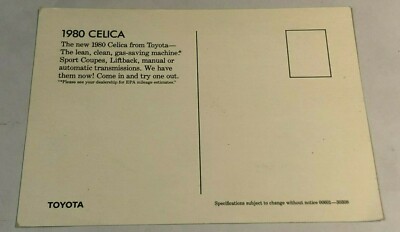 1980 CELICA
The new 1980 Celica from Toyota—
The lean, clean, gas-saving machine.*
Sport Coupes, Liftback, manual or
automatic transmissions. We have
them now! Come in and try one out.
*"Please see your dealership for EPA mileage estimates."
TOYOTA
Specifications subject to change without notice